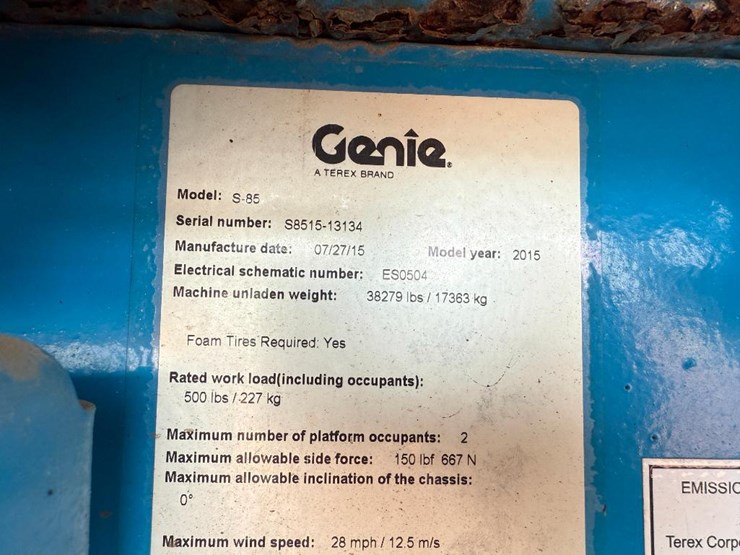 Genie.
A TEREX BRAND
Model: S-85
Serial number: S8515-13134
Manufacture date: 07/27/15 Model year: 2015
Electrical schematic number: ES0504
Machine unladen weight: 38279 lbs / 17363 kg
Foam Tires Required: Yes
Rated work load(including occupants):
500 lbs / 227 kg
Maximum number of platform occupants: 2
Maximum allowable side force: 150 lbf 667 N
Maximum allowable inclination of the chassis:
0°
Maximum wind speed: 28 mph / 12.5 m/s
EMISSIO
Terex Corp